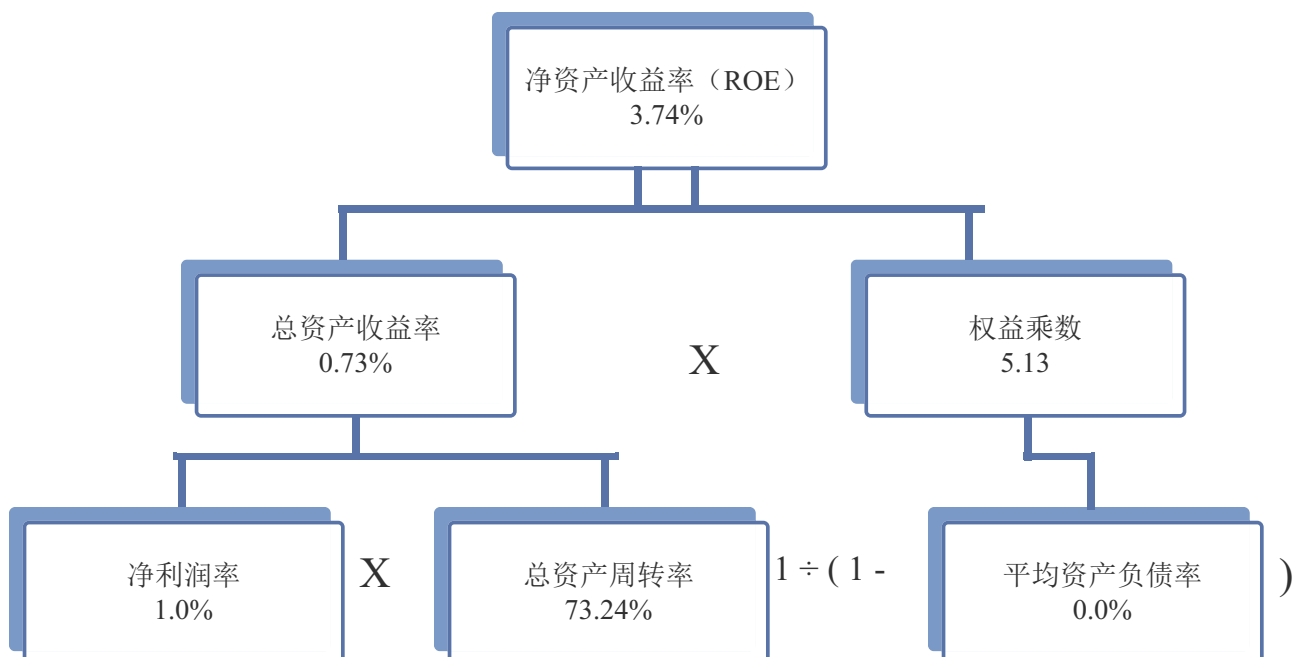 净资产收益率（ROE）
3.74%
总资产收益率
0.73%
X
权益乘数
5.13
净利润率
1.0%
X
总资产周转率
73.24%
1 ÷ ( 1 -
平均资产负债率
0.0%
)